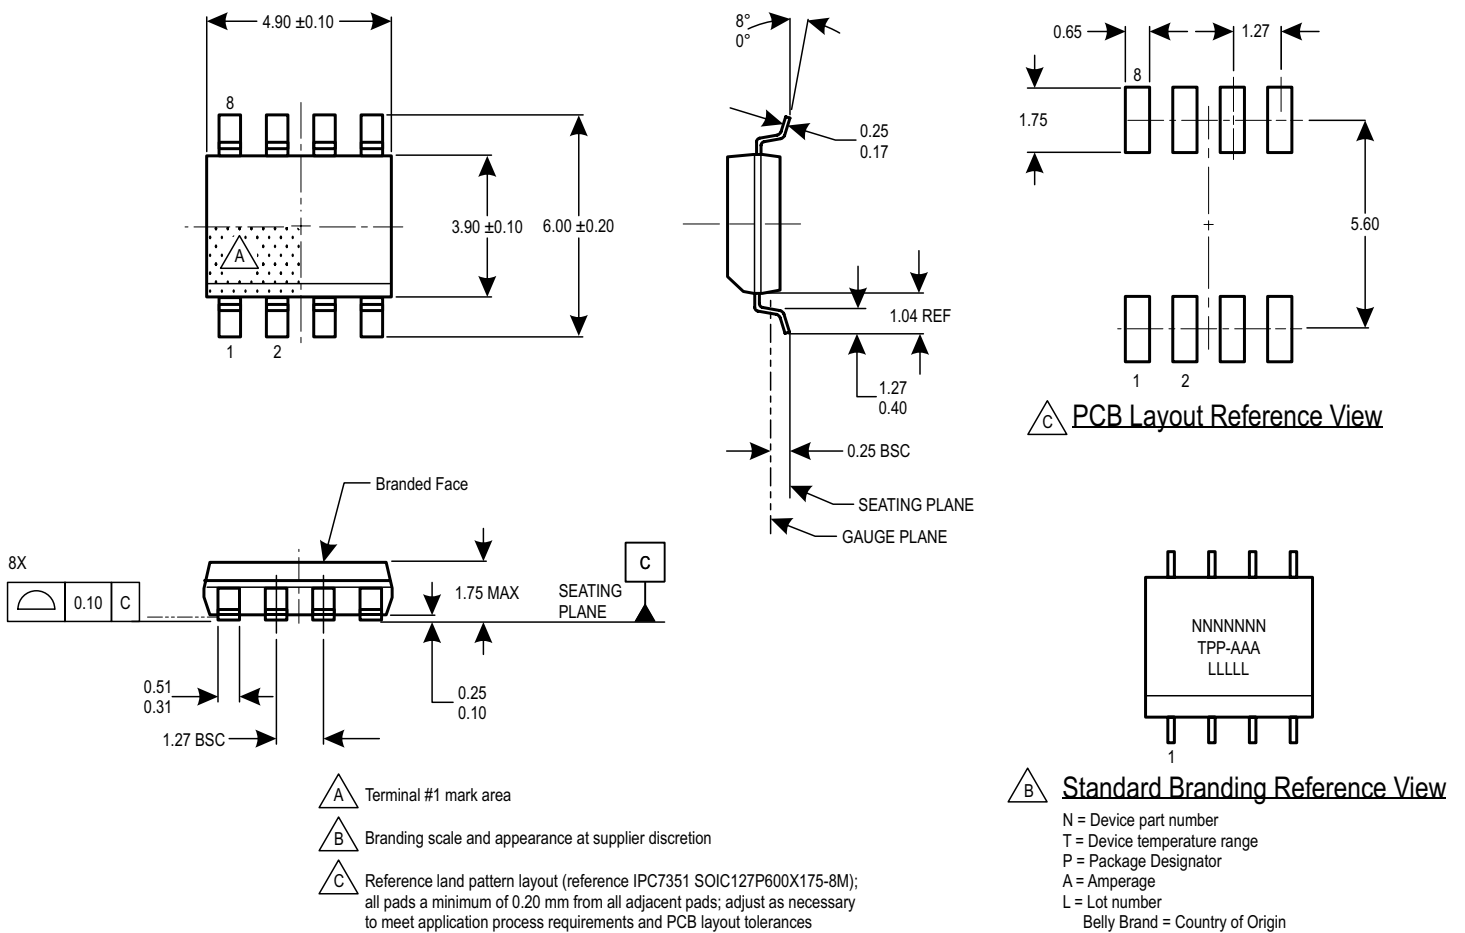 4.90 ±0.10
8
A
3.90 ±0.10
6.00 ±0.20
1 2
8°
0°
0.25
0.17
1.04 REF
1.27
0.40
0.25 BSC
SEATING PLANE
GAUGE PLANE
0.65
1.27
8
1.75
5.60
1 2
C PCB Layout Reference View
Branded Face
8X
0.10 C
1.75 MAX
SEATING
PLANE
C
0.51
0.31
0.25
0.10
1.27 BSC
NNNNNNN
TPP-AAA
LLLLL
1
B Standard Branding Reference View
N = Device part number
T = Device temperature range
P = Package Designator
A = Amperage
L = Lot number
Belly Brand = Country of Origin
A Terminal #1 mark area
B Branding scale and appearance at supplier discretion
C Reference land pattern layout (reference IPC7351 SOIC127P600X175-8M);
all pads a minimum of 0.20 mm from all adjacent pads; adjust as necessary
to meet application process requirements and PCB layout tolerances